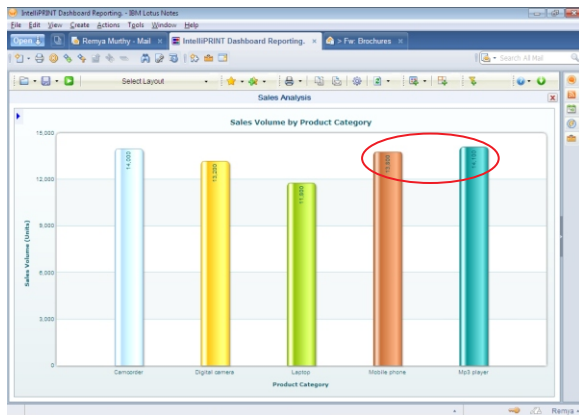 IntelliPRINT Dashboard Reporting. - IBM Lotus Notes
File Edit View Create Actions Tools Window Help
Open Remya Murthy - Mail × IntelliPRINT Dashboard Reporting. × > Fw: Brochures ×
Search All Mail
Select Layout
Sales Analysis
Sales Volume by Product Category
15,000
12,000
9,000
6,000
3,000
0
Sales Volume (Units)
14,000
13,200
11,800
13,800
14,100
Camcorder Digital camera Laptop Mobile phone Mp3 player
Product Category
Remya